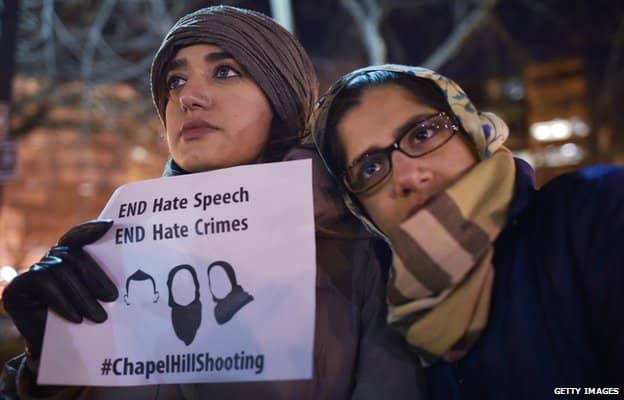 END Hate Speech
END Hate Crimes
#ChapelHillShooting
GETTY IMAGES